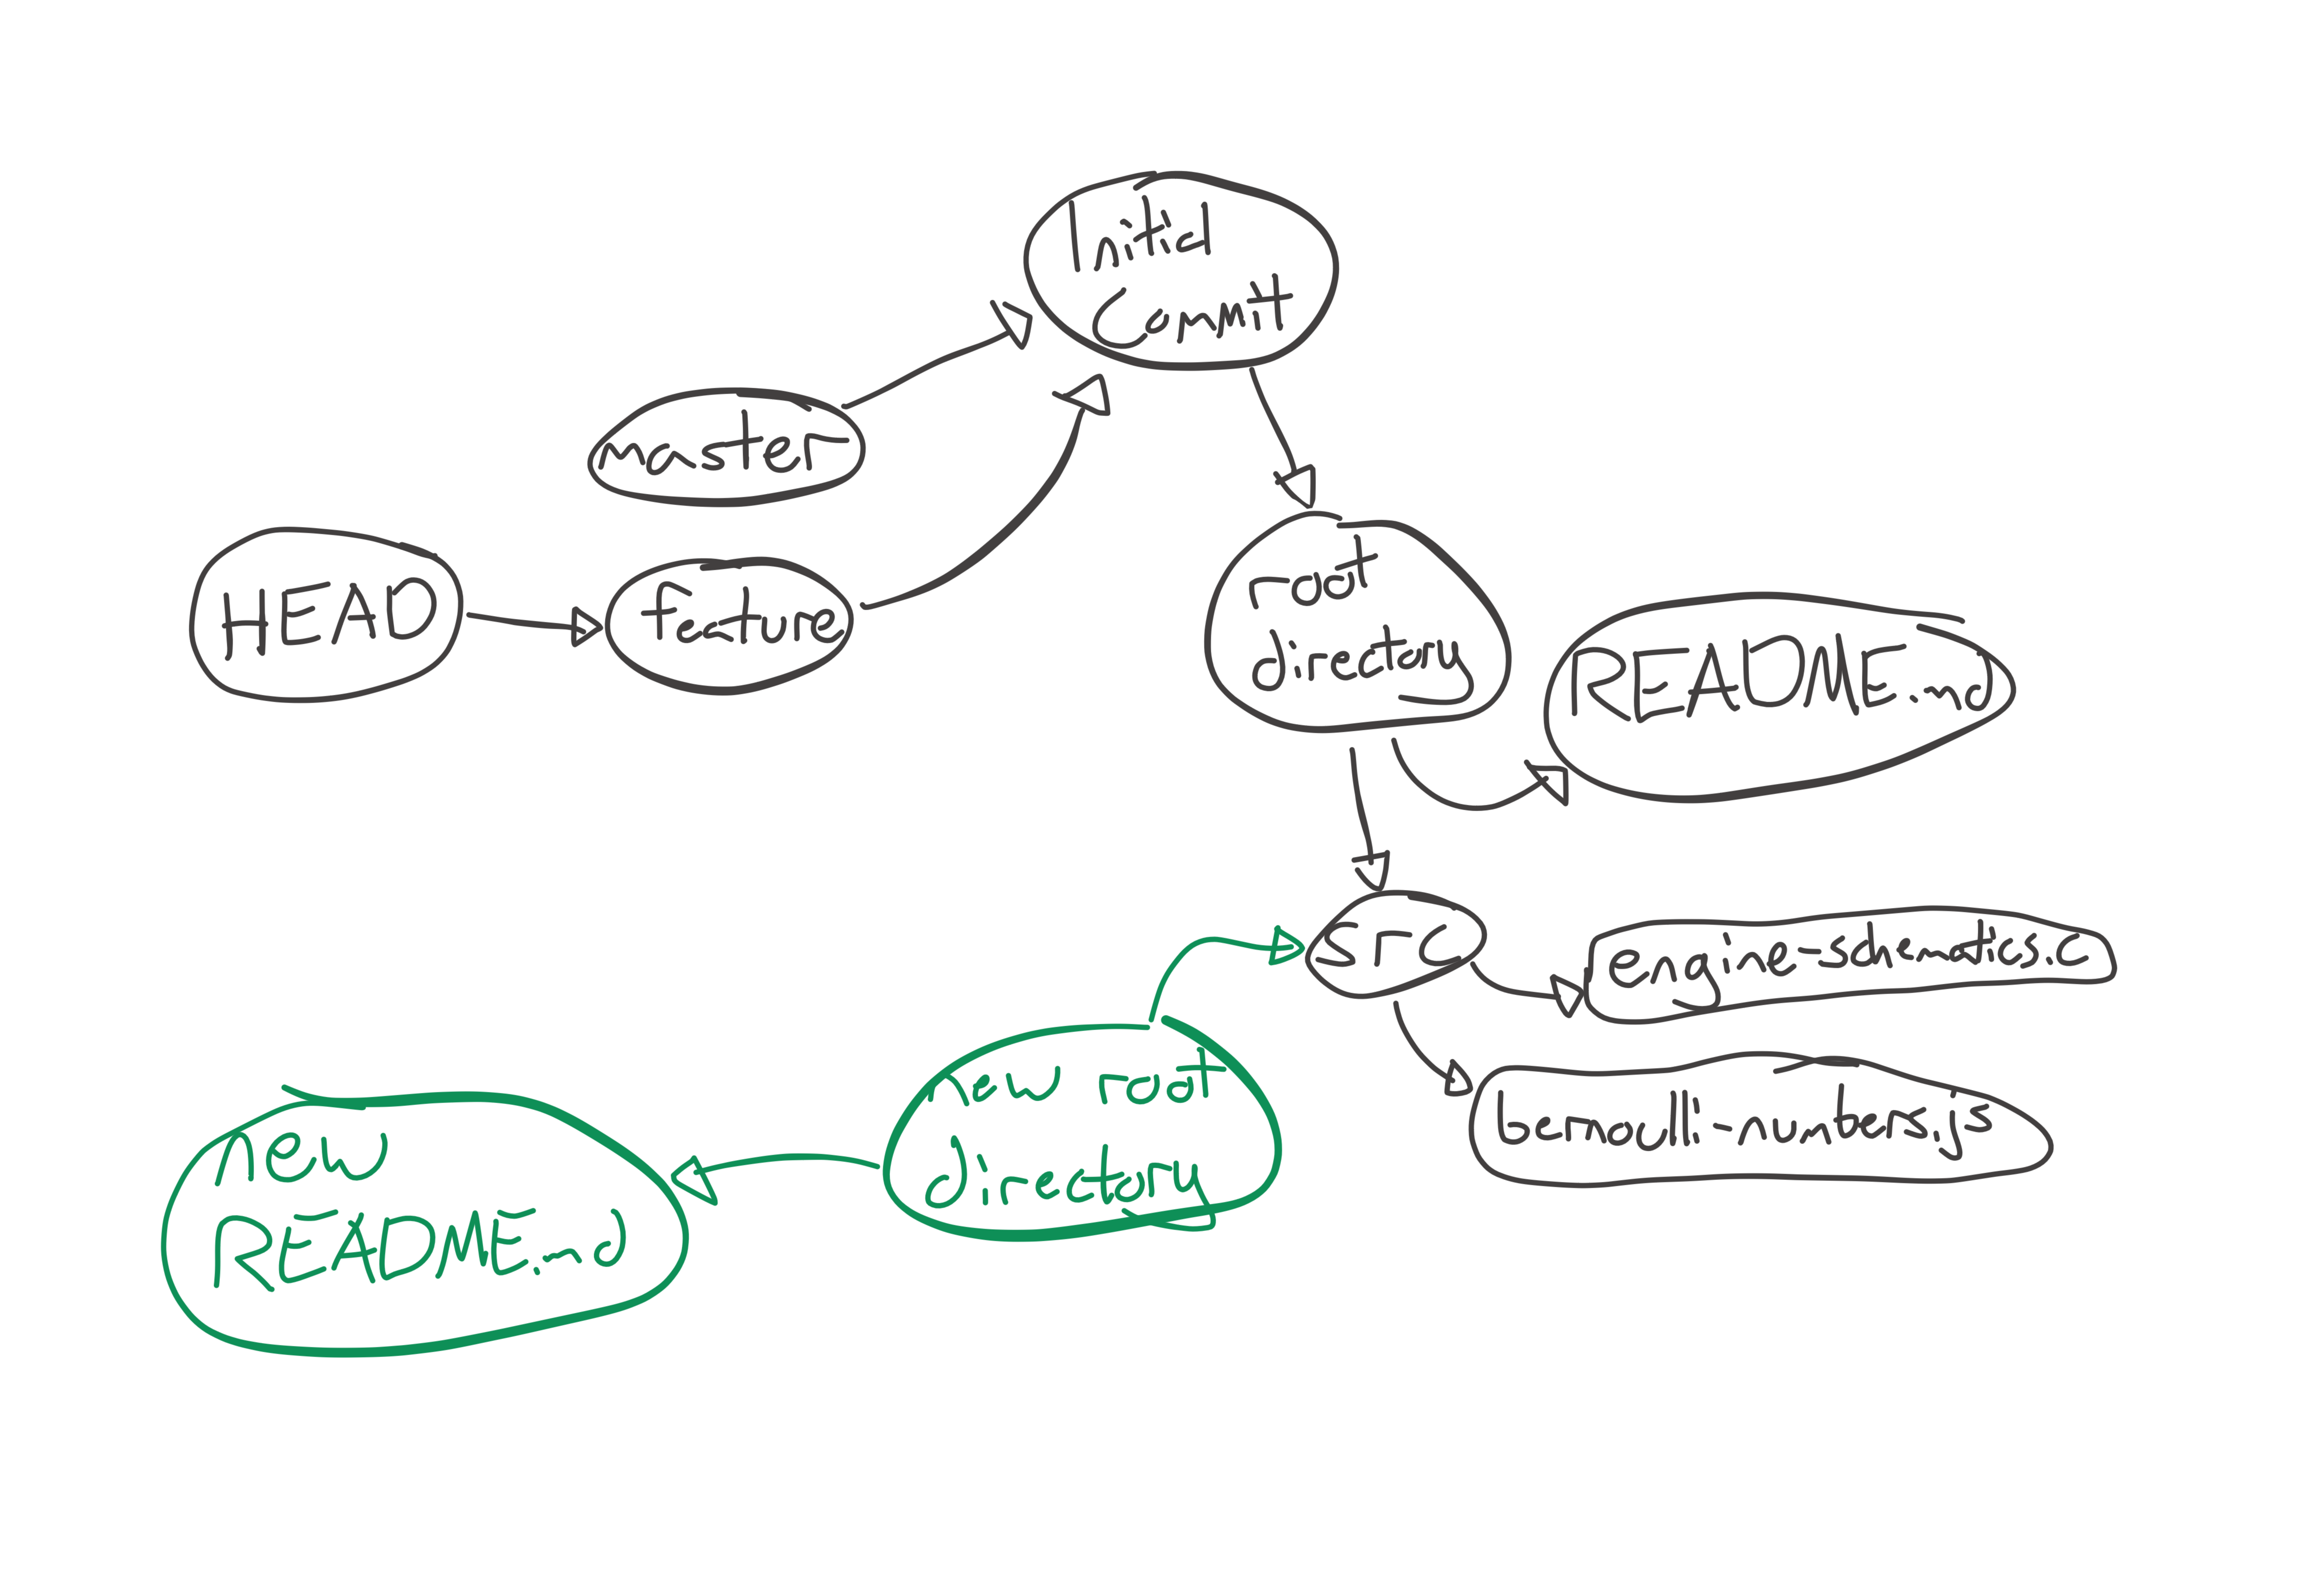 Initial
Commit
master
HEAD
feature
root
directory
README.md
src
engine-schematics.c
bernoulli-numbers.js
new root
directory
new
README.md